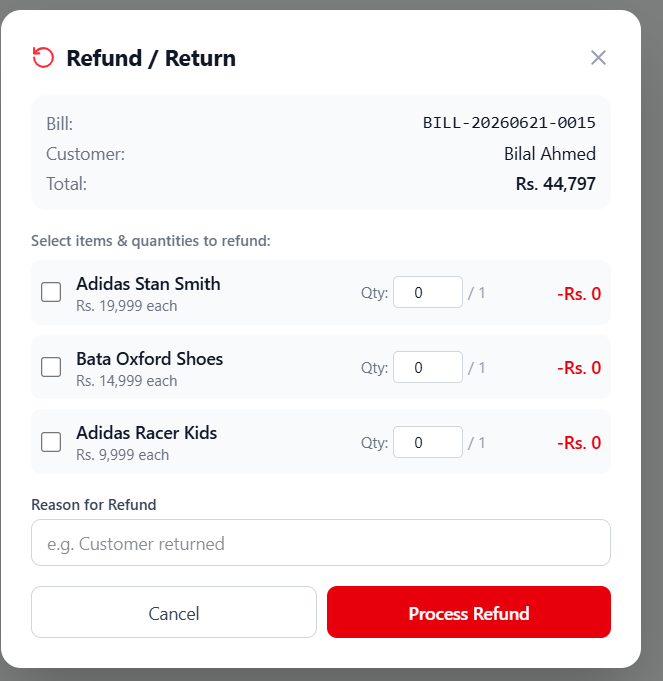 Refund / Return
Bill: BILL-20260621-0015
Customer: Bilal Ahmed
Total: Rs. 44,797
Select items & quantities to refund:
Adidas Stan Smith
Rs. 19,999 each
Qty: 0 / 1 -Rs. 0
Bata Oxford Shoes
Rs. 14,999 each
Qty: 0 / 1 -Rs. 0
Adidas Racer Kids
Rs. 9,999 each
Qty: 0 / 1 -Rs. 0
Reason for Refund
e.g. Customer returned
Cancel Process Refund